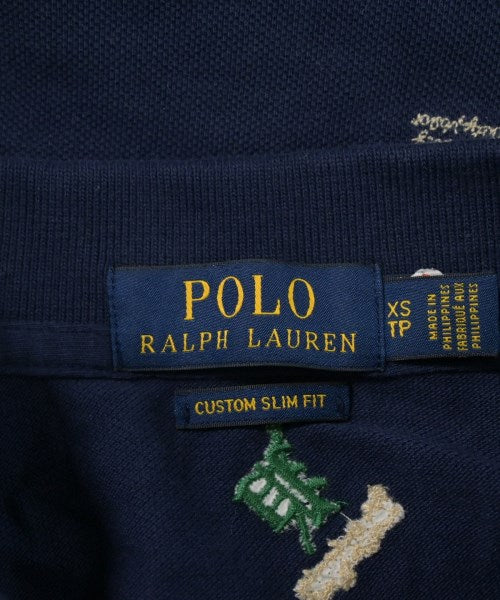 POLO
RALPH LAUREN
XS
TP
MADE IN
PHILIPPINES
FABRIQUÉ AUX
PHILIPPINES
CUSTOM SLIM FIT